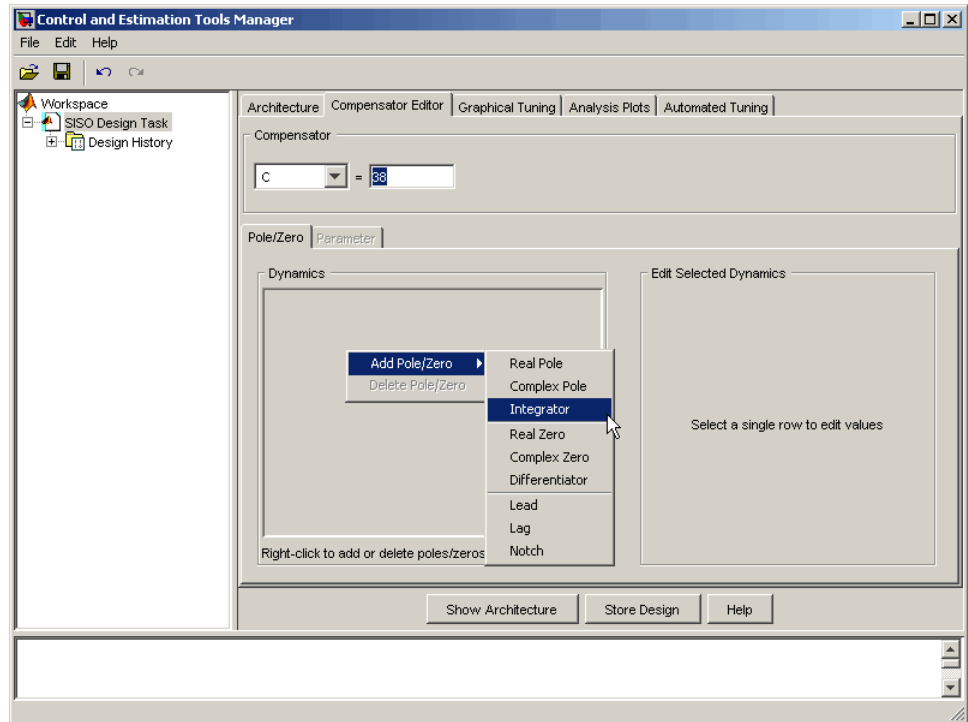 Control and Estimation Tools Manager
File Edit Help
Workspace
SISO Design Task
Design History
Architecture Compensator Editor Graphical Tuning Analysis Plots Automated Tuning
Compensator
C = 38
Pole/Zero Parameter
Dynamics
Edit Selected Dynamics
Add Pole/Zero
Delete Pole/Zero
Real Pole
Complex Pole
Integrator
Real Zero
Complex Zero
Differentiator
Lead
Lag
Notch
Select a single row to edit values
Right-click to add or delete poles/zeros
Show Architecture Store Design Help